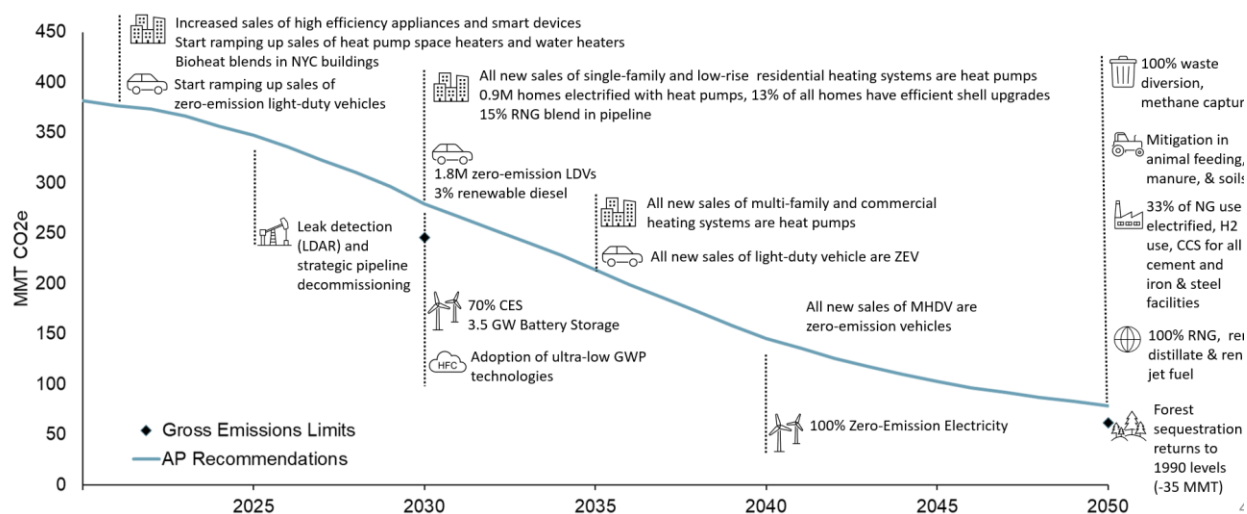 Increased sales of high efficiency appliances and smart devices
Start ramping up sales of heat pump space heaters and water heaters
Bioheat blends in NYC buildings
Start ramping up sales of
zero-emission light-duty vehicles
All new sales of single-family and low-rise residential heating systems are heat pumps
0.9M homes electrified with heat pumps, 13% of all homes have efficient shell upgrades
15% RNG blend in pipeline
1.8M zero-emission LDVs
3% renewable diesel
Leak detection
(LDAR) and
strategic pipeline
decommissioning
70% CES
3.5 GW Battery Storage
HFC
Adoption of ultra-low GWP
technologies
All new sales of multi-family and commercial
heating systems are heat pumps
All new sales of light-duty vehicle are ZEV
All new sales of MHDV are
zero-emission vehicles
100% Zero-Emission Electricity
100% waste
diversion,
methane captur
Mitigation in
animal feeding,
manure, & soils
33% of NG use
electrified, H2
use, CCS for all
cement and
iron & steel
facilities
100% RNG, ren
distillate & ren
jet fuel
Forest
sequestration
returns to
1990 levels
(-35 MMT)
MMT CO2e
450
400
350
300
250
200
150
100
50
0
Gross Emissions Limits
AP Recommendations
2025
2030
2035
2040
2045
2050
4